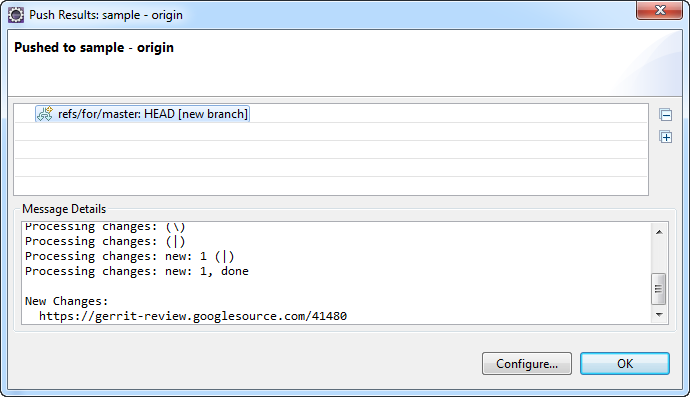 Push Results: sample - origin
Pushed to sample - origin
refs/for/master: HEAD [new branch]
Message Details
Processing changes: (\)
Processing changes: (|)
Processing changes: new: 1 (|)
Processing changes: new: 1, done
New Changes:
https://gerrit-review.googlesource.com/41480
Configure...
OK